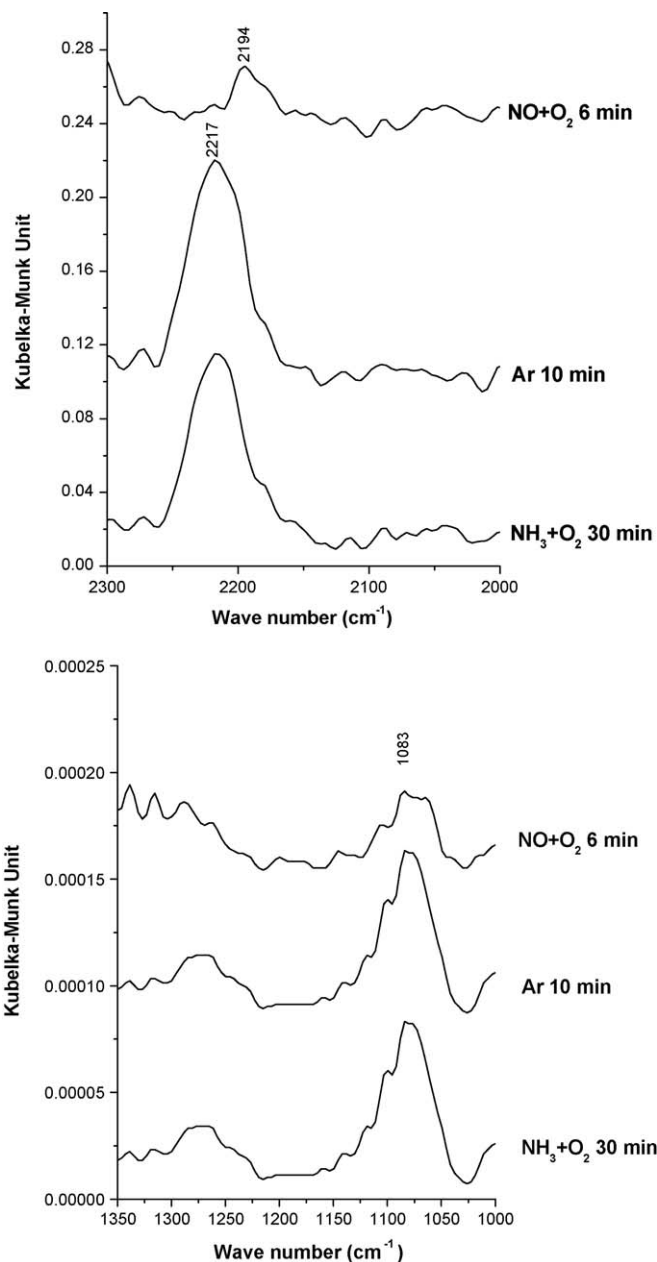 0.28
0.24
0.20
0.16
0.12
0.08
0.04
0.00
Kubelka-Munk Unit
2194
2217
NO+O₂ 6 min
Ar 10 min
NH₃+O₂ 30 min
2300 2200 2100 2000
Wave number (cm⁻¹)
0.00025
0.00020
0.00015
0.00010
0.00005
0.00000
Kubelka-Munk Unit
1083
NO+O₂ 6 min
Ar 10 min
NH₃+O₂ 30 min
1350 1300 1250 1200 1150 1100 1050 1000
Wave number (cm⁻¹)